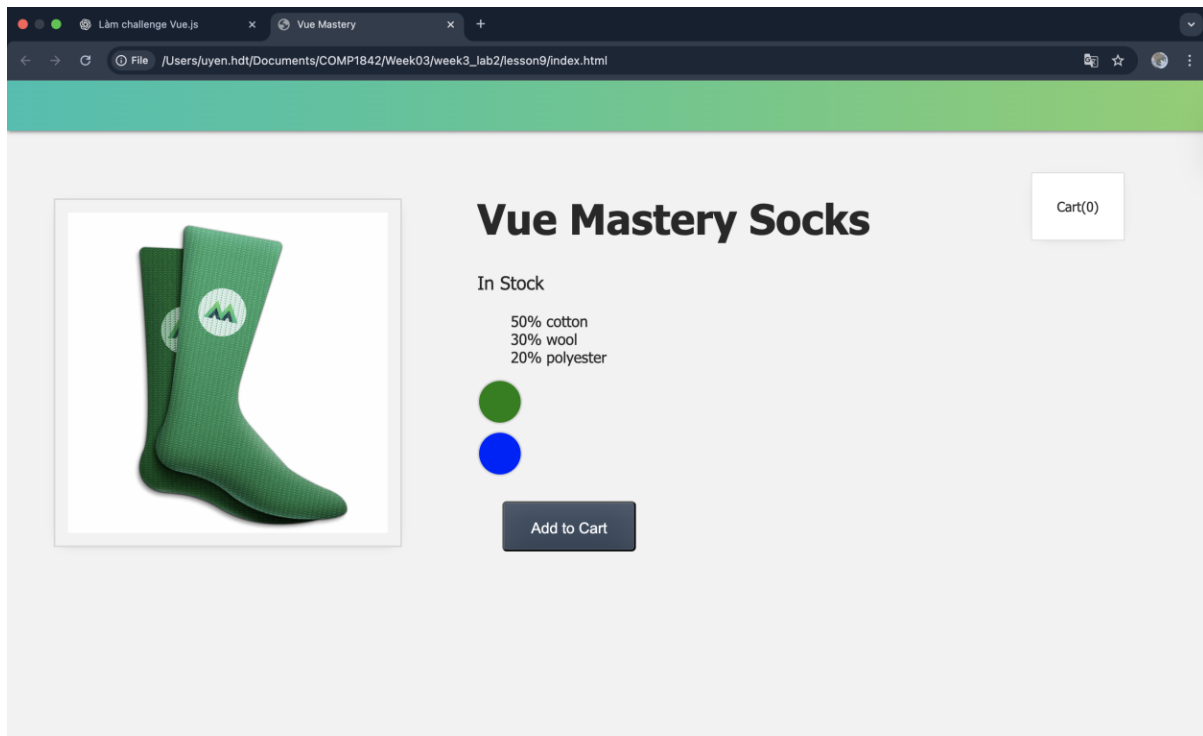 Làm challenge Vue.js
Vue Mastery
File /Users/uyen.hdt/Documents/COMP1842/Week03/week3_lab2/lesson9/index.html
Cart(0)
Vue Mastery Socks
In Stock
50% cotton
30% wool
20% polyester
Add to Cart